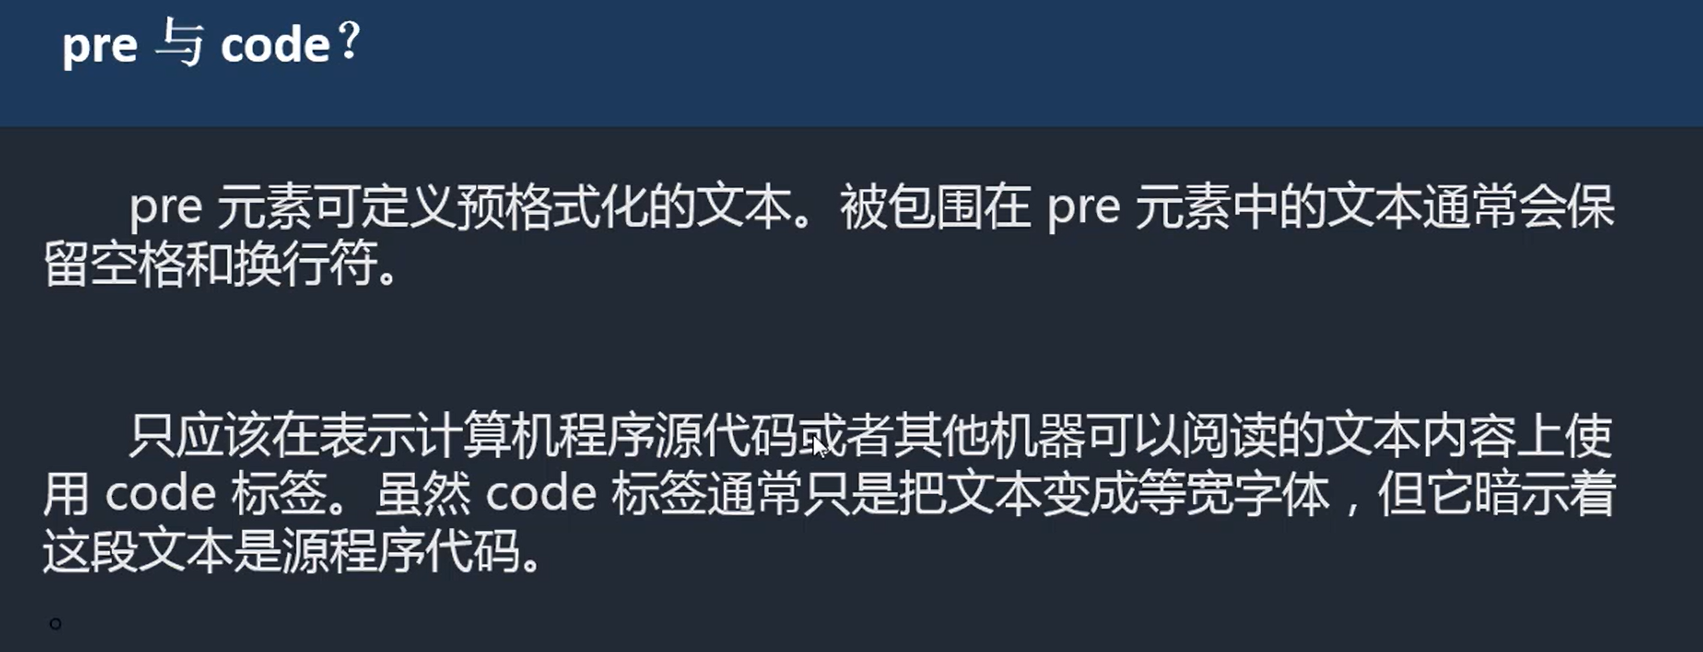 pre 与 code？
pre 元素可定义预格式化的文本。被包围在 pre 元素中的文本通常会保
留空格和换行符。
只应该在表示计算机程序源代码或者其他机器可以阅读的文本内容上使
用 code 标签。虽然 code 标签通常只是把文本变成等宽字体，但它暗示着
这段文本是源程序代码。
。